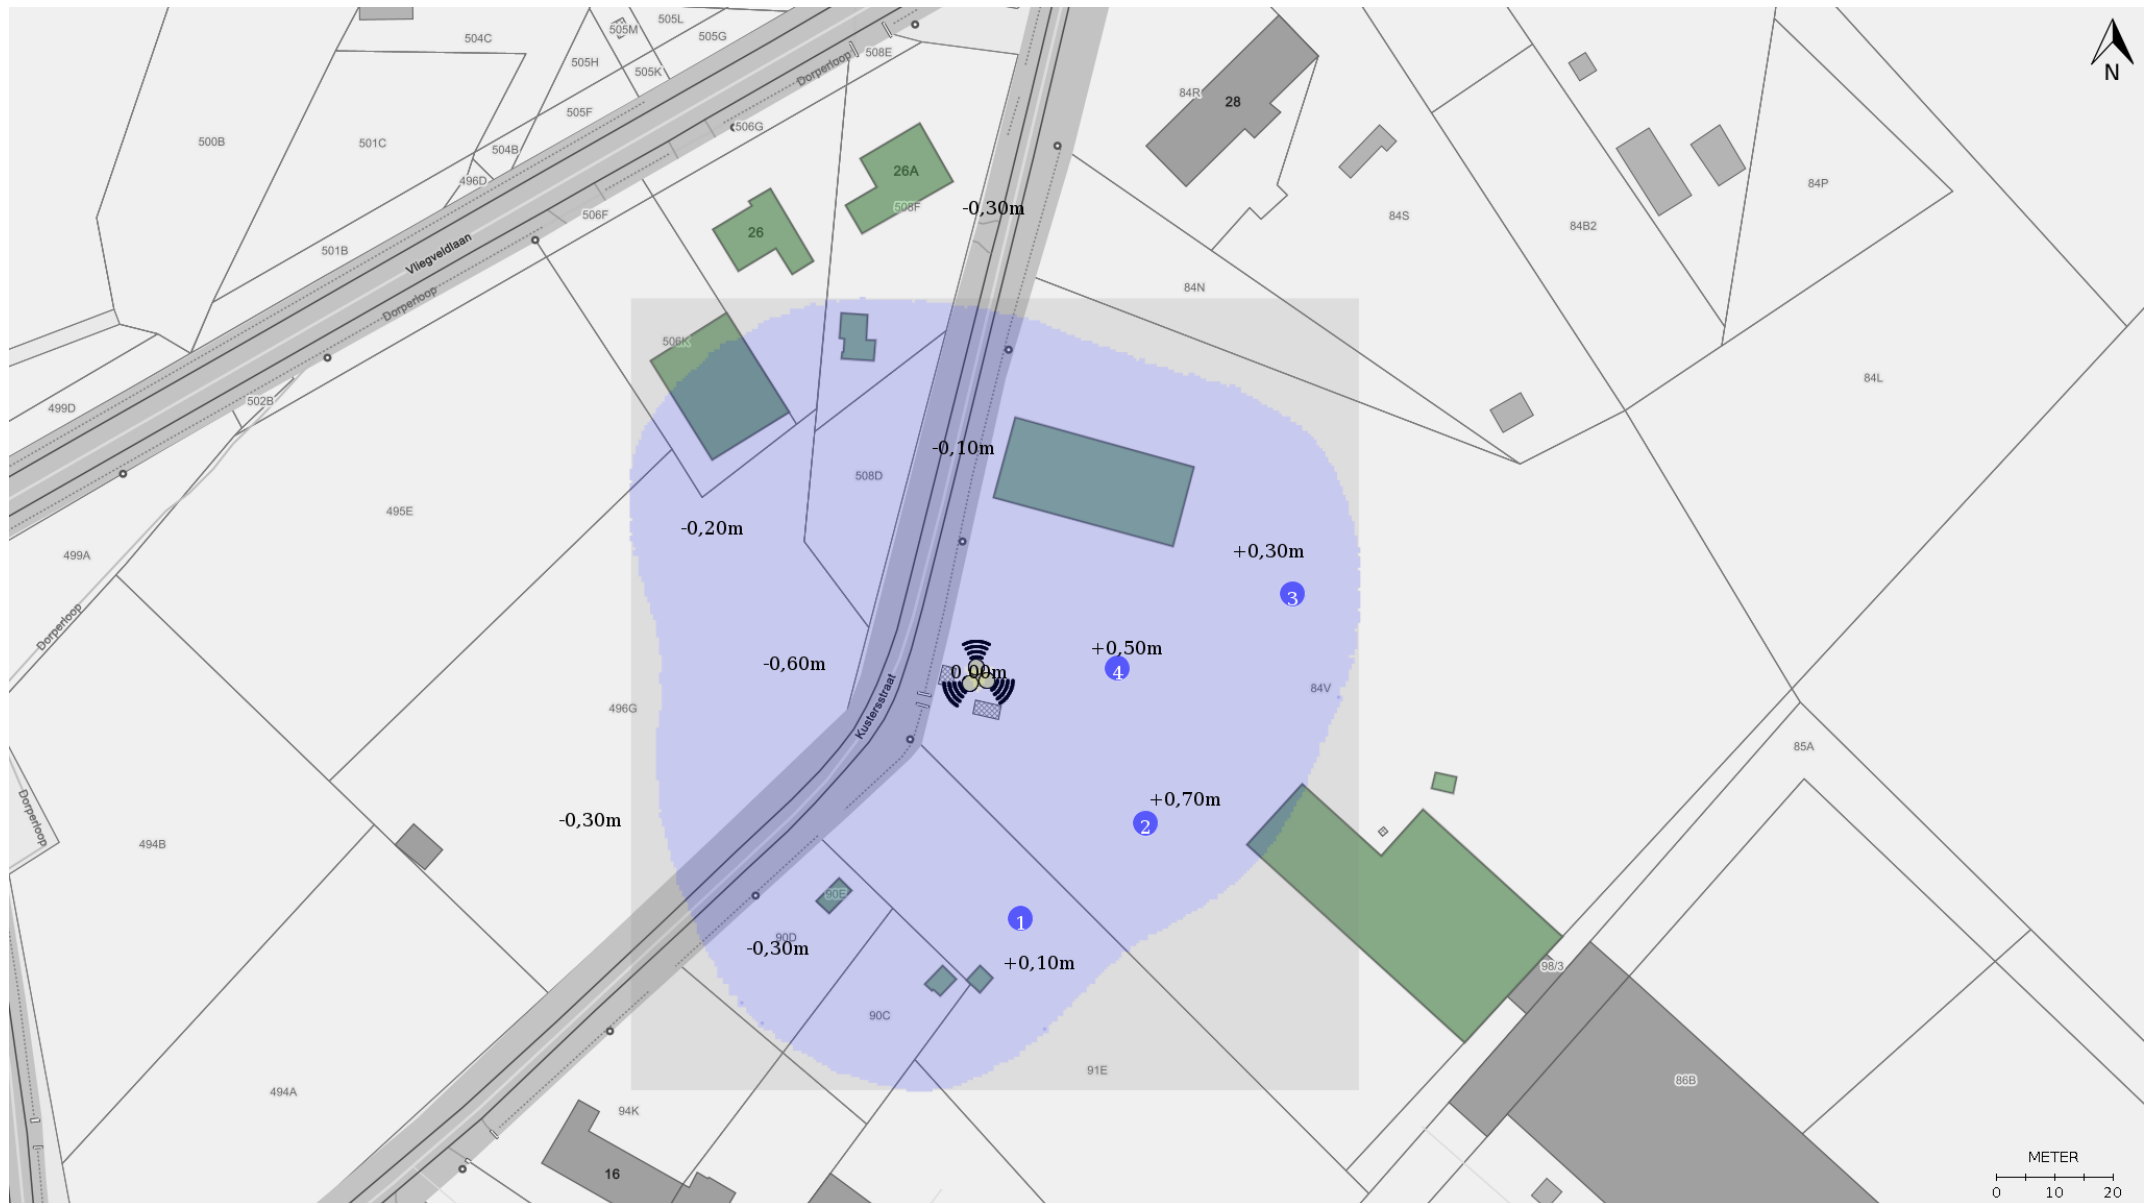 505L
505M
504C
505G
N
508E
505H
505K
Dorperloop
84R
28
505F
506G
500B
501C
504B
26A
496D
84P
508F
-0,30m
506F
84S
84B2
26
Vliegveldlaan
501B
84N
Dorperloop
506K
84L
502B
499D
-0,10m
508D
495E
-0,20m
+0,30m
499A
3
Dorperloop
+0,50m
-0,60m
4
0,00m
84V
496G
Kustersstraat
85A
+0,70m
Dorperloop
-0,30m
2
494B
90E
1
90D
-0,30m
+0,10m
98/3
90C
91E
86B
494A
94K
16
METER
0 10 20